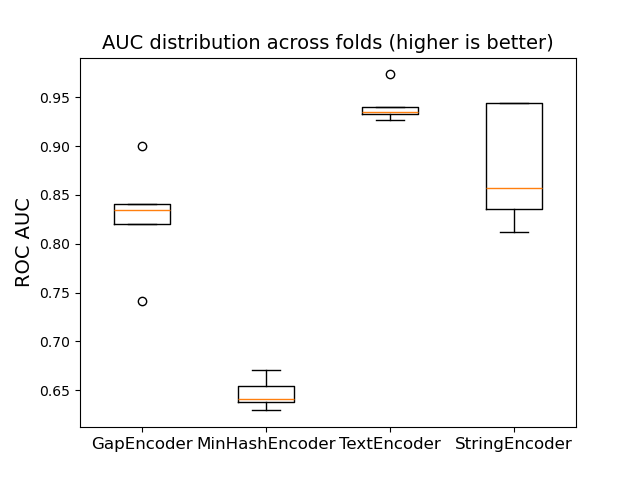 AUC distribution across folds (higher is better)
ROC AUC
0.95
0.90
0.85
0.80
0.75
0.70
0.65
GapEncoder MinHashEncoder TextEncoder StringEncoder